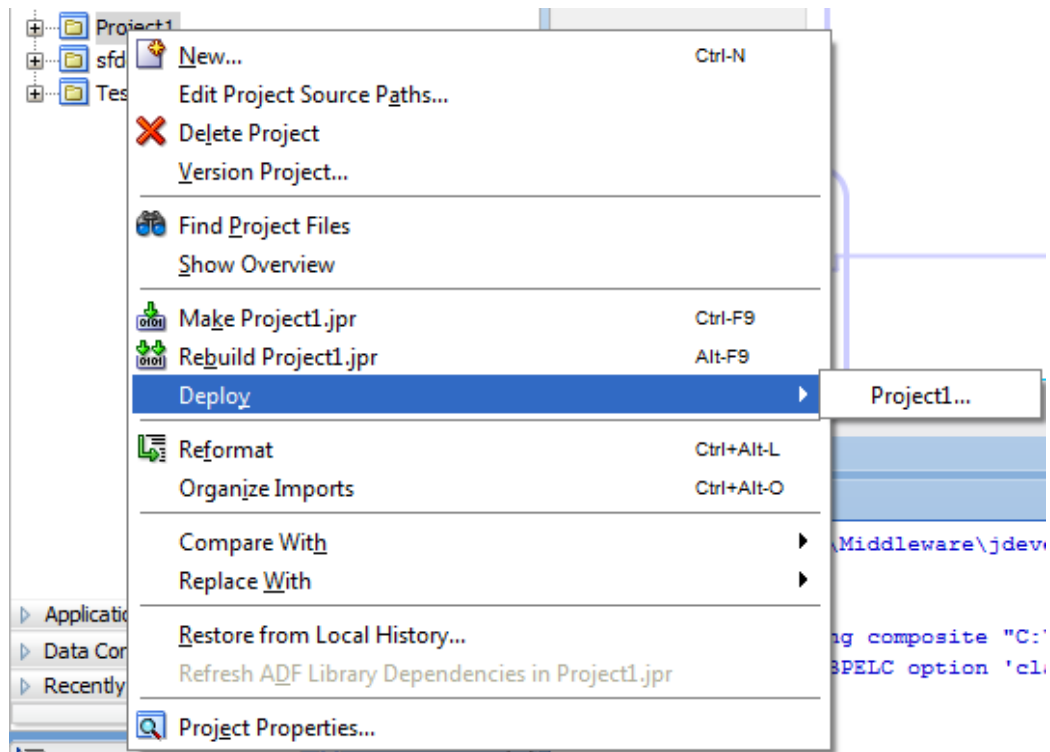 Project1
sfd
Tes
New... Ctrl-N
Edit Project Source Paths...
Delete Project
Version Project...
Find Project Files
Show Overview
Make Project1.jpr Ctrl-F9
Rebuild Project1.jpr Alt-F9
Deploy Project1...
Reformat Ctrl+Alt-L
Organize Imports Ctrl+Alt-O
Compare With
Replace With
Restore from Local History...
Refresh ADF Library Dependencies in Project1.jpr
Project Properties...
Applicatio
Data Con
Recently
\Middleware\jdeve
ng composite "C:\
BPELC option 'cla